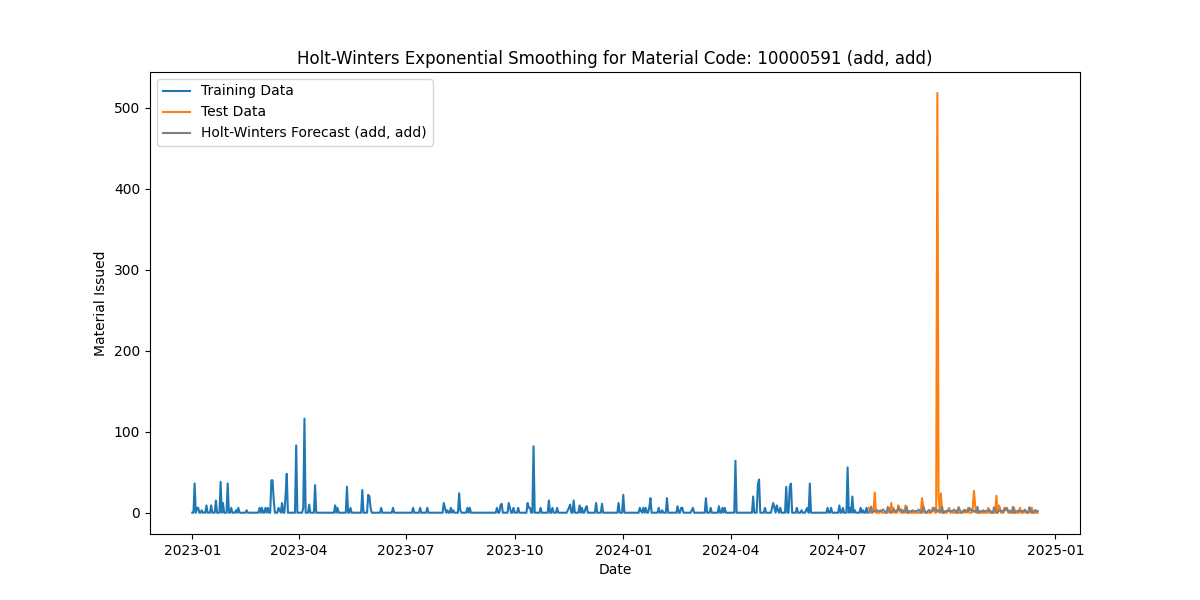 Holt-Winters Exponential Smoothing for Material Code: 10000591 (add, add)
Training Data
Test Data
Holt-Winters Forecast (add, add)
Material Issued
500
400
300
200
100
0
2023-01 2023-04 2023-07 2023-10 2024-01 2024-04 2024-07 2024-10 2025-01
Date